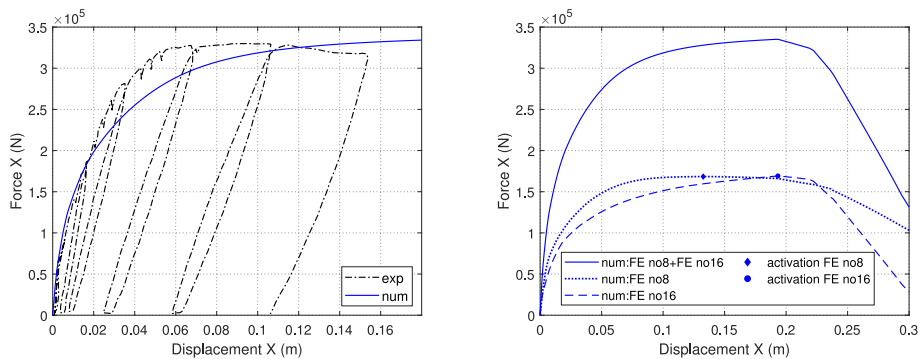 ×10⁵
4
3.5
3
2.5
2
1.5
1
0.5
0
0 0.02 0.04 0.06 0.08 0.1 0.12 0.14 0.16
Force X (N)
Displacement X (m)
exp
num
×10⁵
3.5
3
2.5
2
1.5
1
0.5
0
0 0.05 0.1 0.15 0.2 0.25 0.3
Force X (N)
Displacement X (m)
num:FE no8+FE no16
num:FE no8
num:FE no16
activation FE no8
activation FE no16